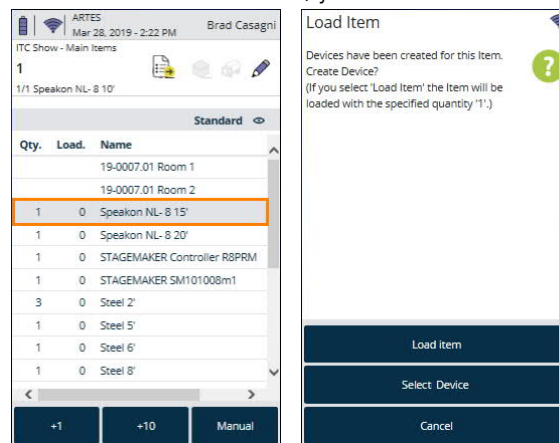 ARTES
Mar 28, 2019 - 2:22 PM
Brad Casagni
ITC Show - Main Items
1
1/1 Speakon NL- 8 10'
Standard
Qty. Load. Name
19-0007.01 Room 1
19-0007.01 Room 2
1 0 Speakon NL- 8 15'
1 0 Speakon NL- 8 20'
1 0 STAGEMAKER Controller R8PRM
1 0 STAGEMAKER SM101008m1
3 0 Steel 2'
1 0 Steel 5'
1 0 Steel 6'
1 0 Steel 8'
+1 +10 Manual
Load Item
Devices have been created for this Item.
Create Device?
(If you select 'Load Item' the Item will be
loaded with the specified quantity '1'.)
?
Load item
Select Device
Cancel